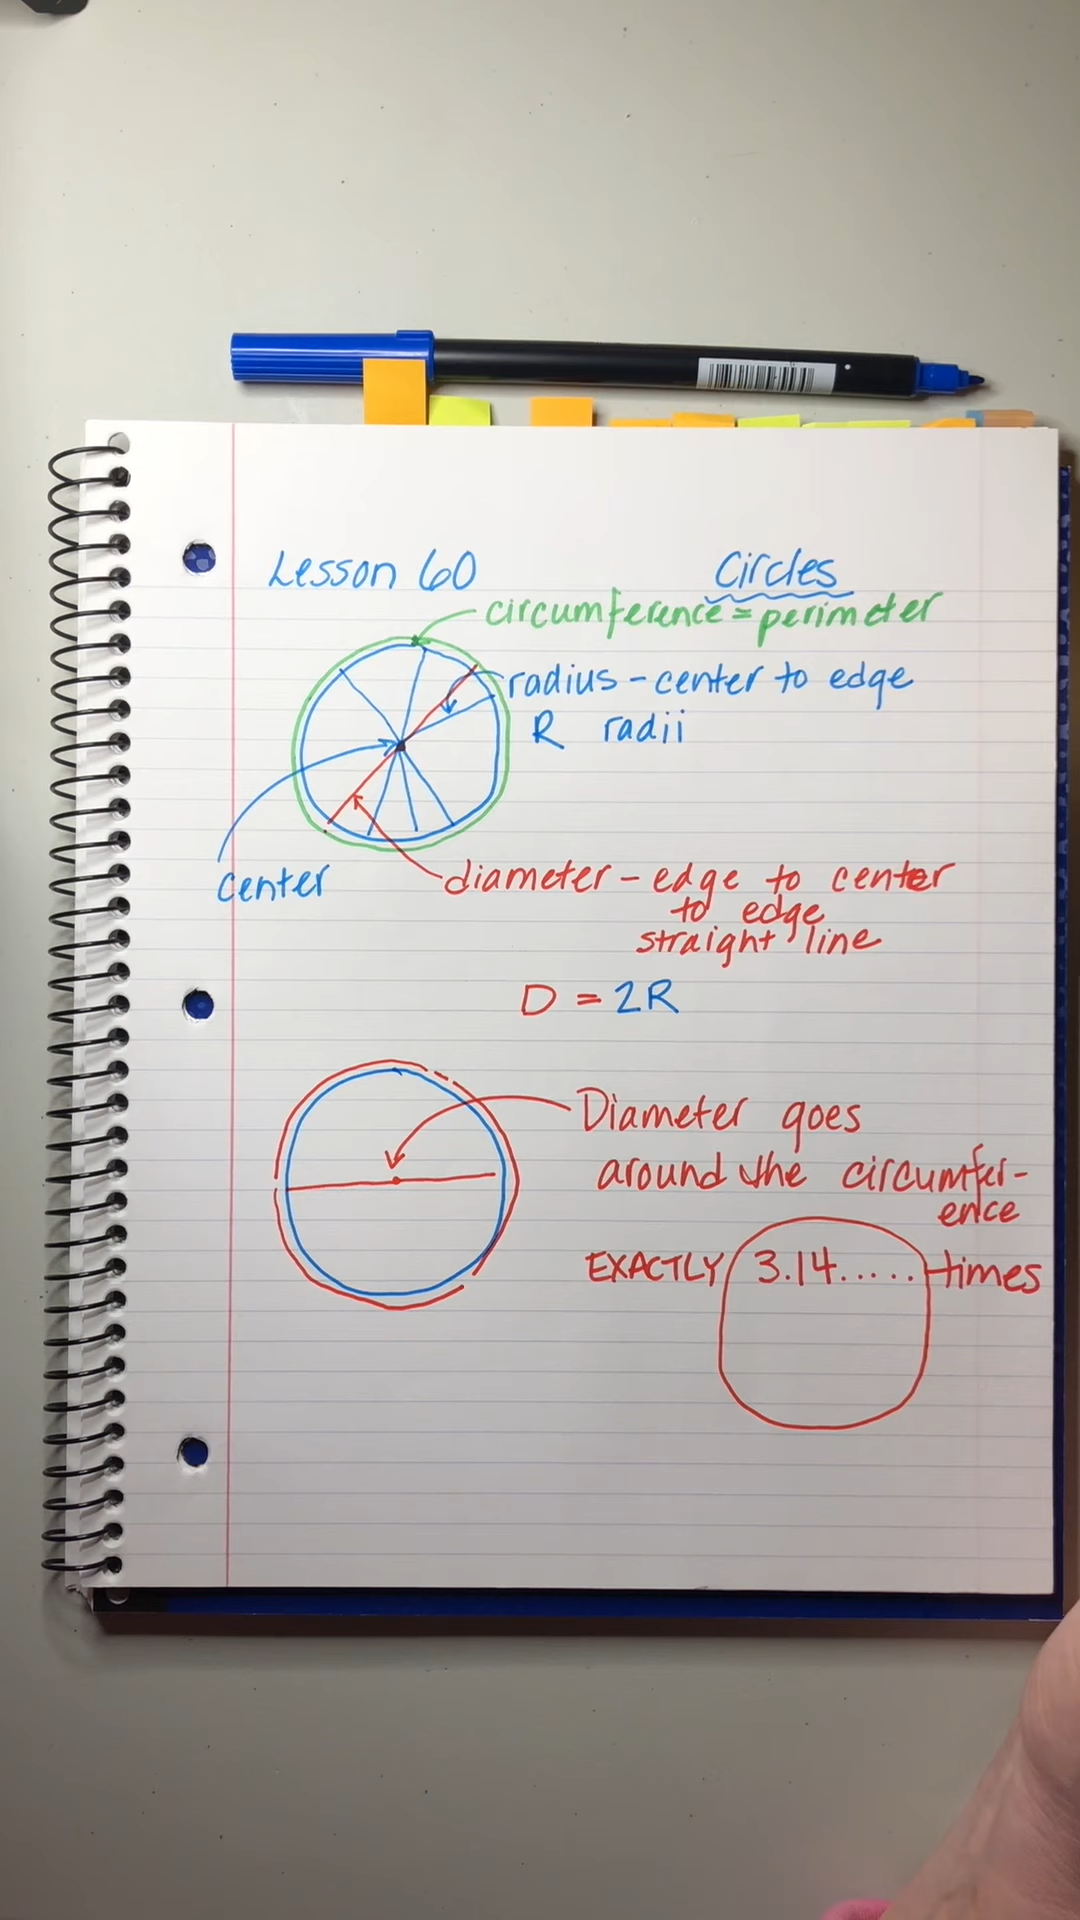 Lesson 60 Circles
circumference = perimeter
radius - center to edge
R radii
center
diameter - edge to center
to edge
straight line
D = 2R
Diameter goes
around the circumfer-
ence
EXACTLY 3.14..... times